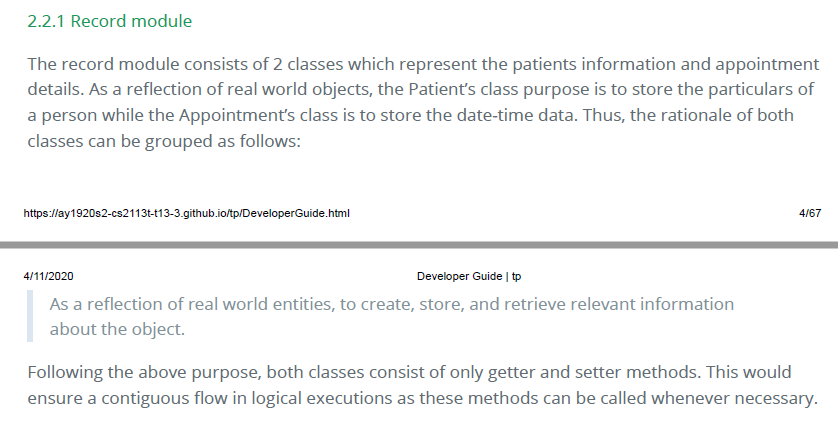 2.2.1 Record module
The record module consists of 2 classes which represent the patients information and appointment
details. As a reflection of real world objects, the Patient’s class purpose is to store the particulars of
a person while the Appointment’s class is to store the date-time data. Thus, the rationale of both
classes can be grouped as follows:
https://ay1920s2-cs2113t-t13-3.github.io/tp/DeveloperGuide.html 4/67
4/11/2020 Developer Guide | tp
As a reflection of real world entities, to create, store, and retrieve relevant information
about the object.
Following the above purpose, both classes consist of only getter and setter methods. This would
ensure a contiguous flow in logical executions as these methods can be called whenever necessary.